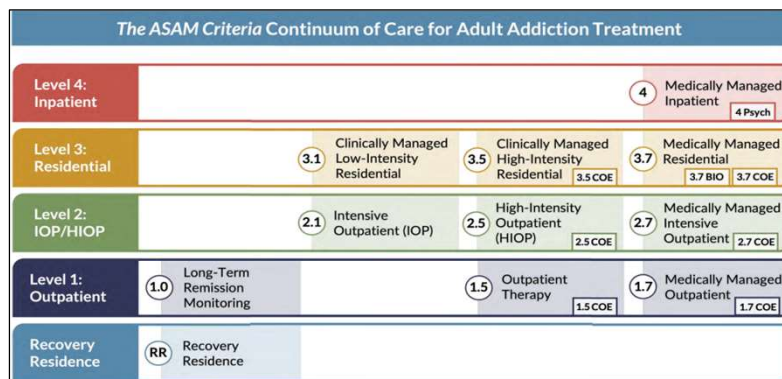 The ASAM Criteria Continuum of Care for Adult Addiction Treatment
Level 4:
Inpatient
4
Medically Managed
Inpatient
4 Psych
Level 3:
Residential
3.1
Clinically Managed
Low-Intensity
Residential
3.5
Clinically Managed
High-Intensity
Residential
3.5 COE
3.7
Medically Managed
Residential
3.7 BIO
3.7 COE
Level 2:
IOP/HIOP
2.1
Intensive
Outpatient (IOP)
2.5
High-Intensity
Outpatient
(HIOP)
2.5 COE
2.7
Medically Managed
Intensive
Outpatient
2.7 COE
Level 1:
Outpatient
1.0
Long-Term
Remission
Monitoring
1.5
Outpatient
Therapy
1.5 COE
1.7
Medically Managed
Outpatient
1.7 COE
Recovery
Residence
RR
Recovery
Residence